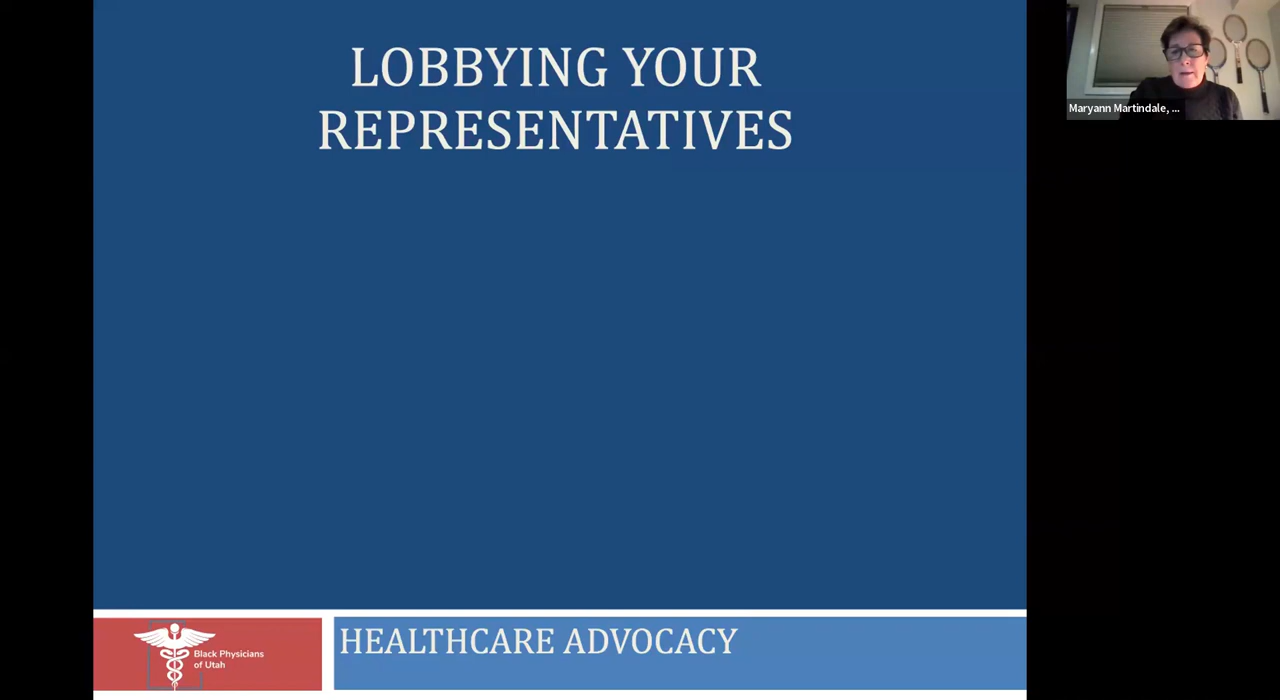 LOBBYING YOUR
REPRESENTATIVES
Maryann Martindale, ...
HEALTHCARE ADVOCACY
Black Physicians
of Utah